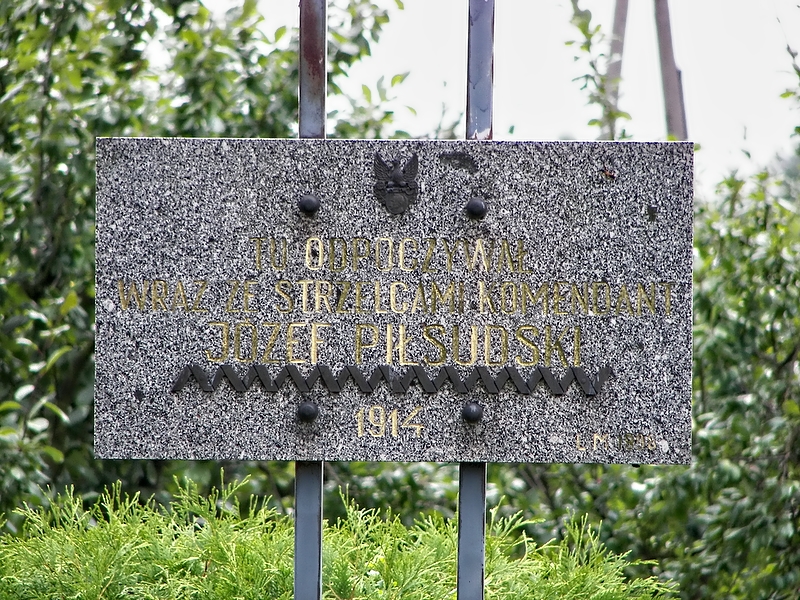 TU ODPOCZYWAŁ
WRAZ ZE STRZELCAMI KOMENDANT
JÓZEF PIŁSUDSKI
1914